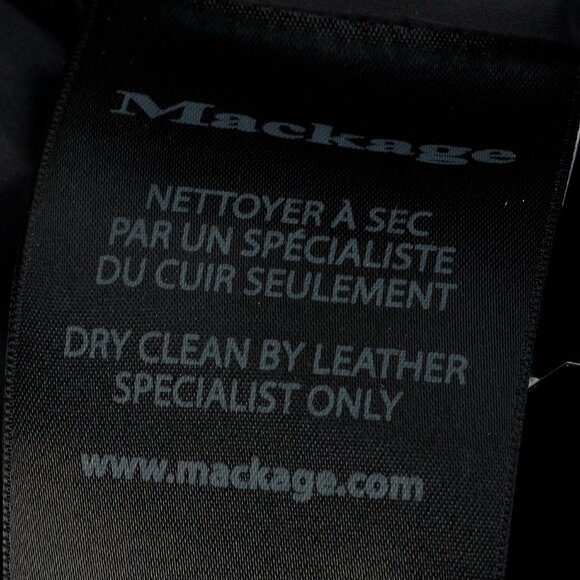 Mackage
NETTOYER À SEC
PAR UN SPÉCIALISTE
DU CUIR SEULEMENT
DRY CLEAN BY LEATHER
SPECIALIST ONLY
www.mackage.com